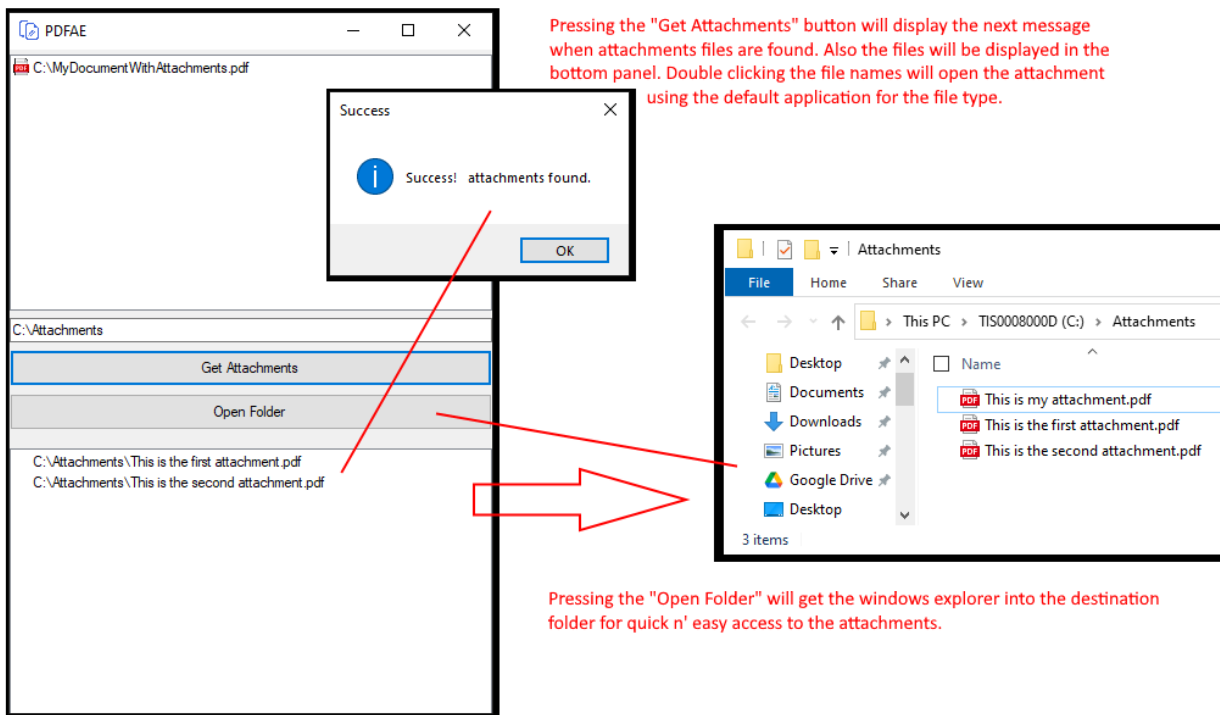 PDFAE
C:\MyDocumentWithAttachments.pdf
Pressing the "Get Attachments" button will display the next message
when attachments files are found. Also the files will be displayed in the
bottom panel. Double clicking the file names will open the attachment
using the default application for the file type.
Success
Success!   attachments found.
OK
C:\Attachments
Get Attachments
Open Folder
C:\Attachments\This is the first attachment.pdf
C:\Attachments\This is the second attachment.pdf
Attachments
File Home Share View
This PC > TIS0008000D (C:) > Attachments
Desktop
Documents
Downloads
Pictures
Google Drive
Desktop
Name
PDF This is my attachment.pdf
PDF This is the first attachment.pdf
PDF This is the second attachment.pdf
3 items
Pressing the "Open Folder" will get the windows explorer into the destination
folder for quick n' easy access to the attachments.